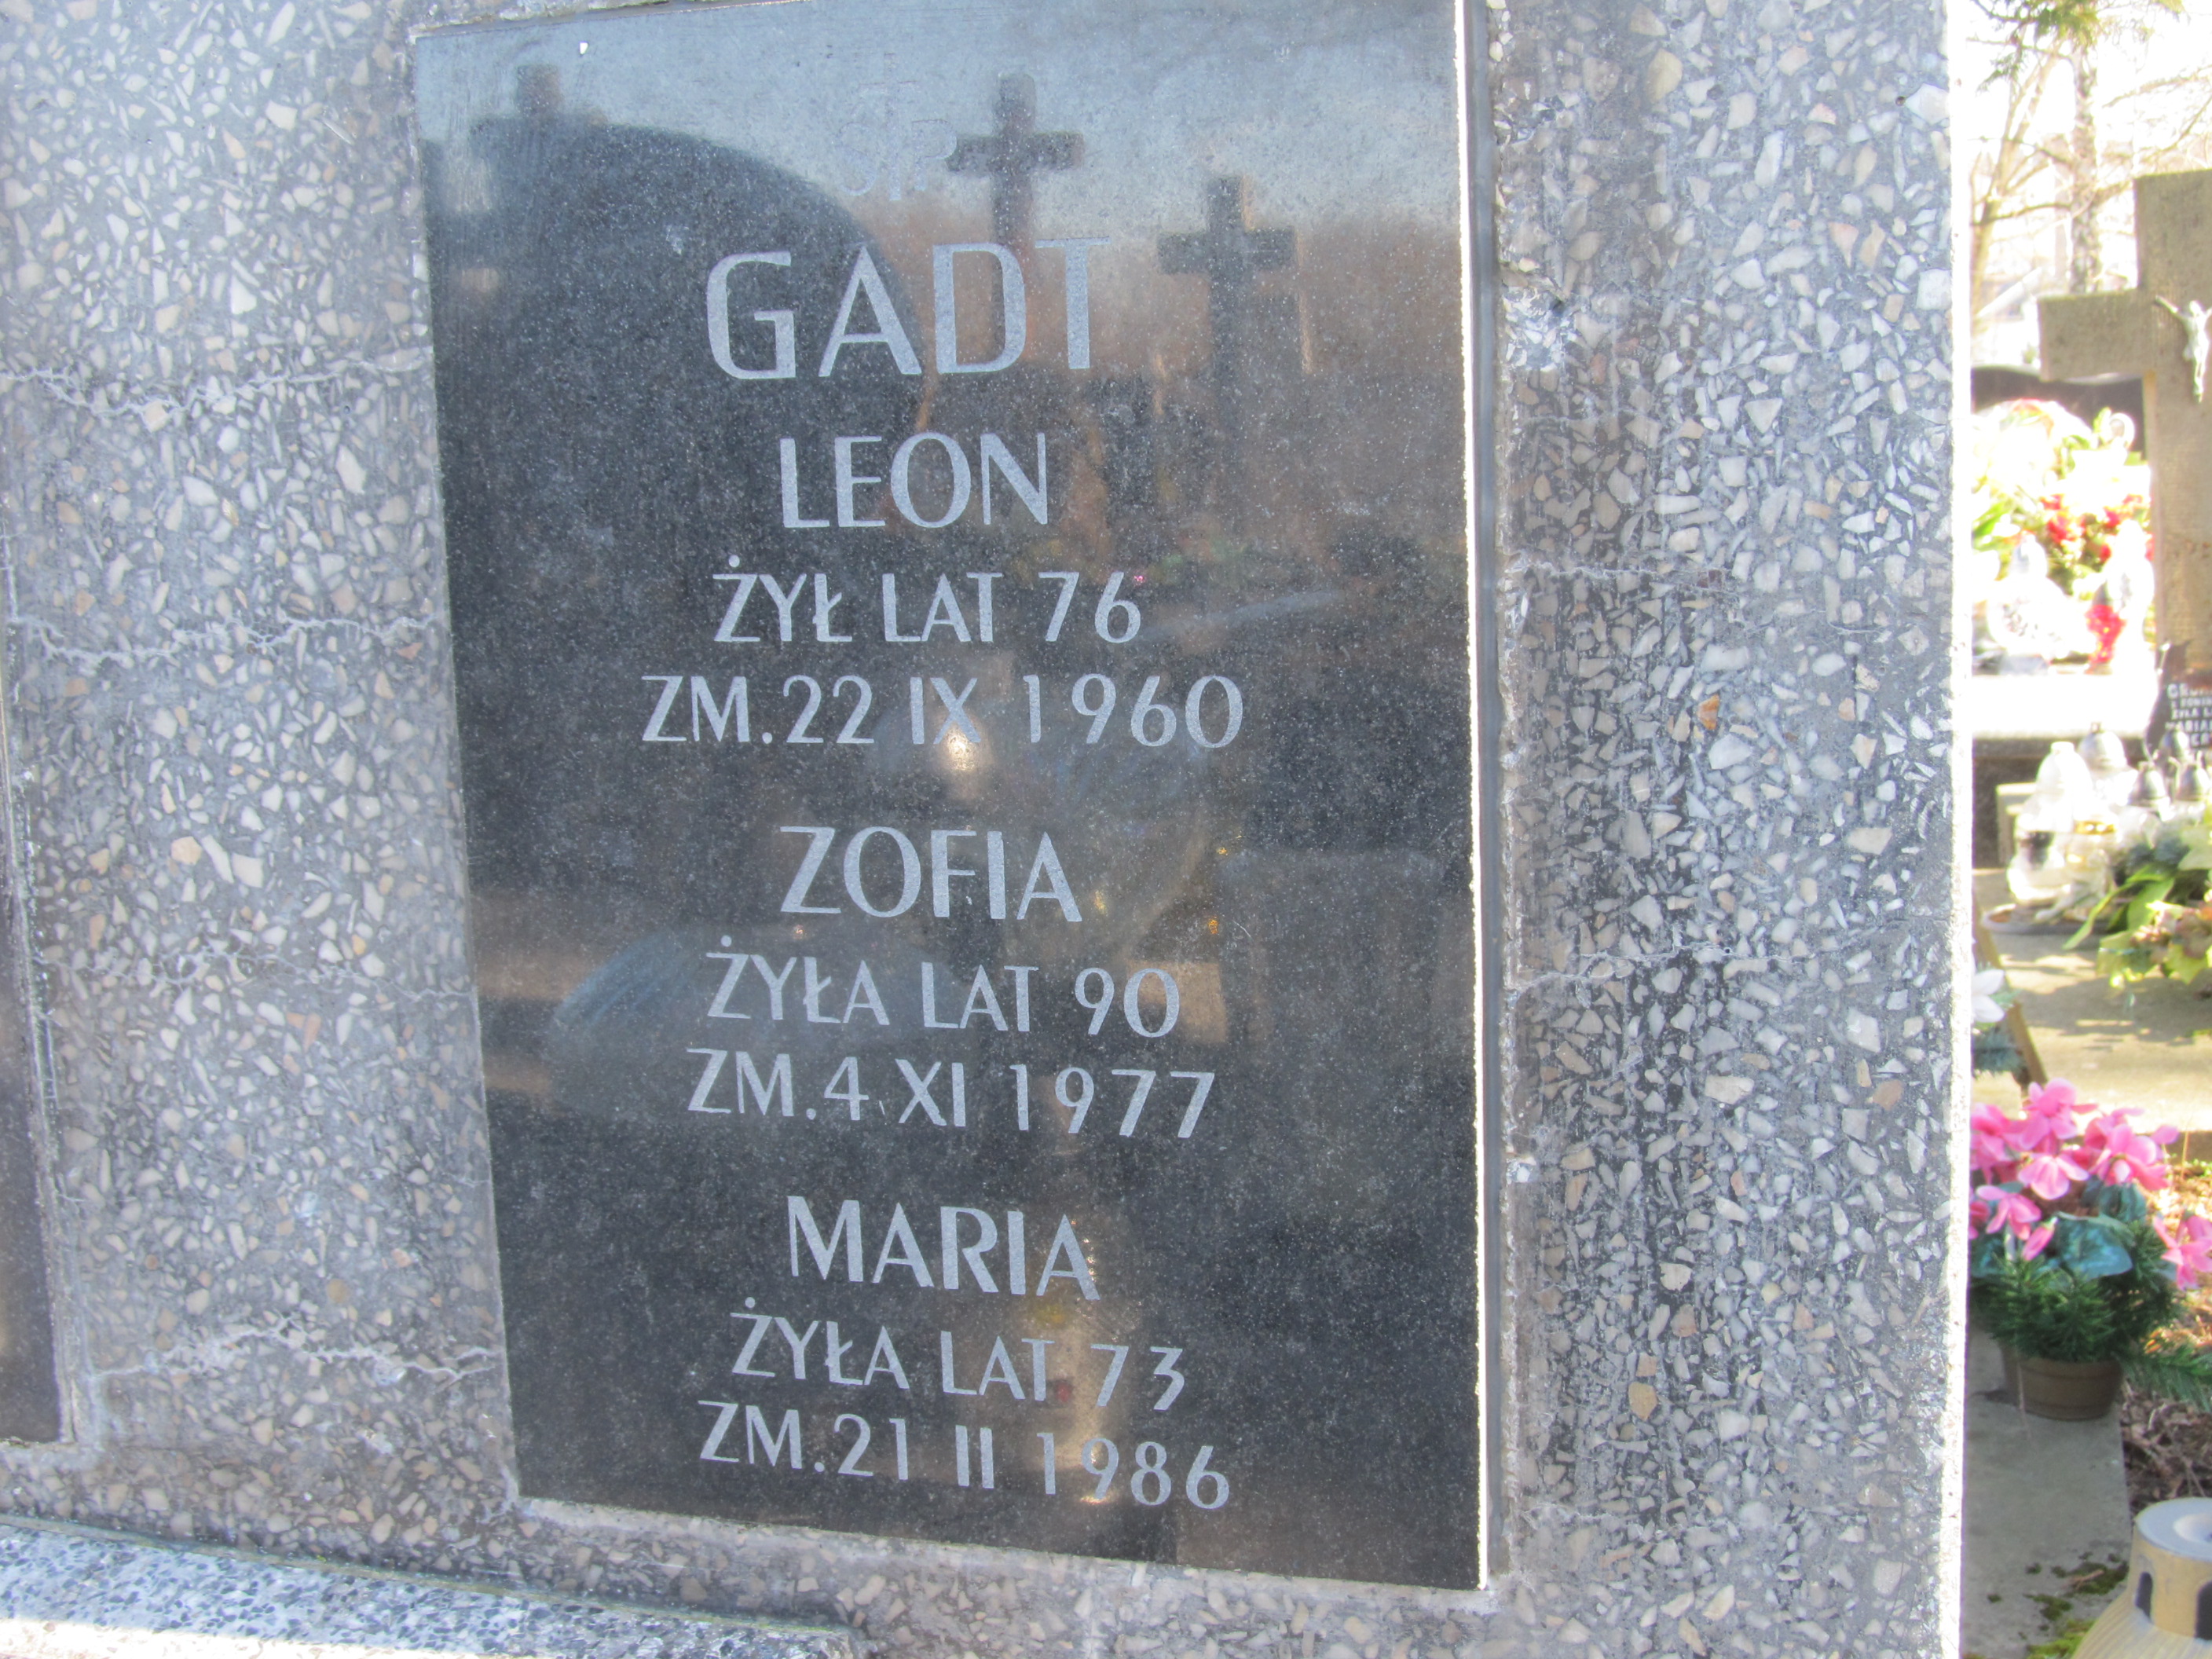 Ś P
GADT
LEON
ŻYŁ LAT 76
ZM.22 IX 1960
ZOFIA
ŻYŁA LAT 90
ZM.4 XI 1977
MARIA
ŻYŁA LAT 73
ZM.21 II 1986